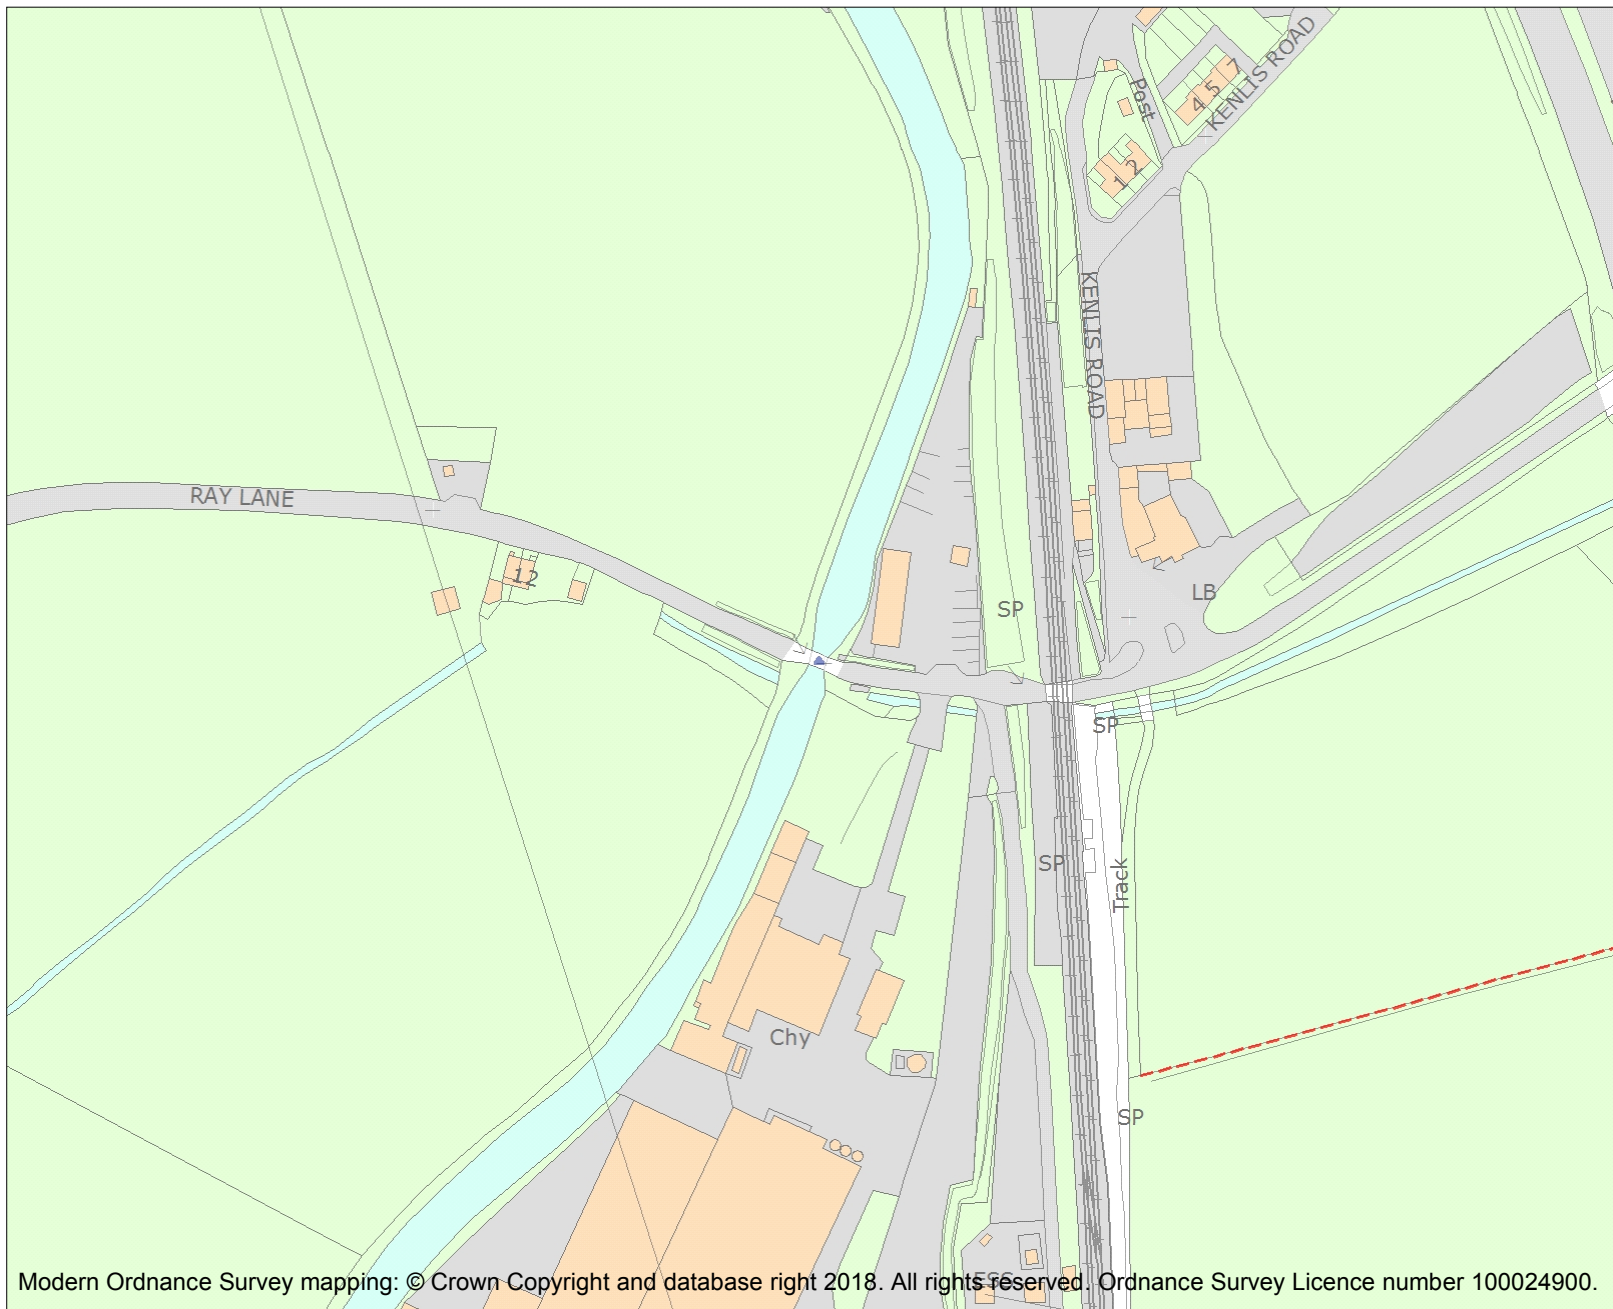 KENLIS ROAD
Post
4 5 7
1 2
KENLIS ROAD
RAY LANE
12
LB
SP
SP
SP
Track
Chy
SP
ESS
Modern Ordnance Survey mapping: © Crown Copyright and database right 2018. All rights reserved. Ordnance Survey Licence number 100024900.